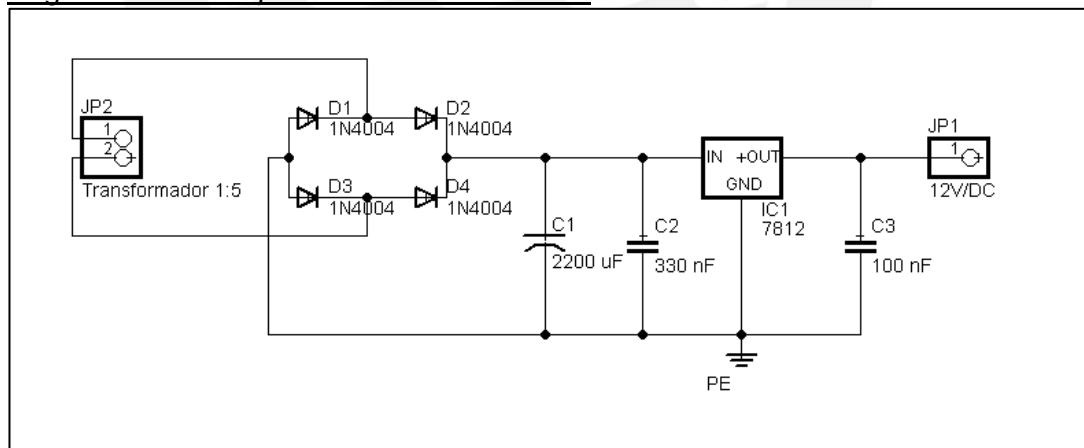 JP2
1
2
Transformador 1:5
D1
1N4004
D2
1N4004
D3
1N4004
D4
1N4004
C1
2200 uF
C2
330 nF
IN +OUT
GND
IC1
7812
C3
100 nF
JP1
1
12V/DC
PE